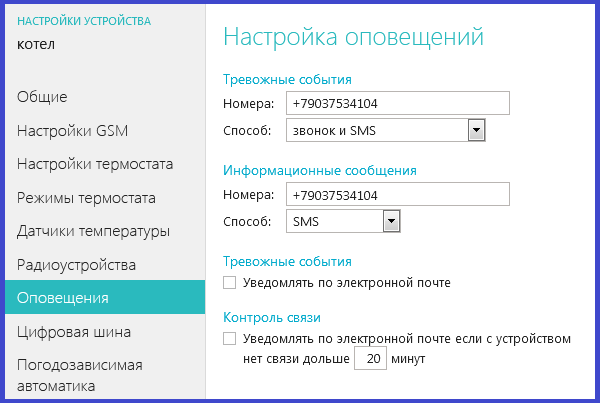 НАСТРОЙКИ УСТРОЙСТВА
котел
Общие
Настройки GSM
Настройки термостата
Режимы термостата
Датчики температуры
Радиоустройства
Оповещения
Цифровая шина
Погодозависимая
автоматика
Настройка оповещений
Тревожные события
Номера: +79037534104
Способ: звонок и SMS
Информационные сообщения
Номера: +79037534104
Способ: SMS
Тревожные события
Уведомлять по электронной почте
Контроль связи
Уведомлять по электронной почте если с устройством
нет связи дольше 20 минут